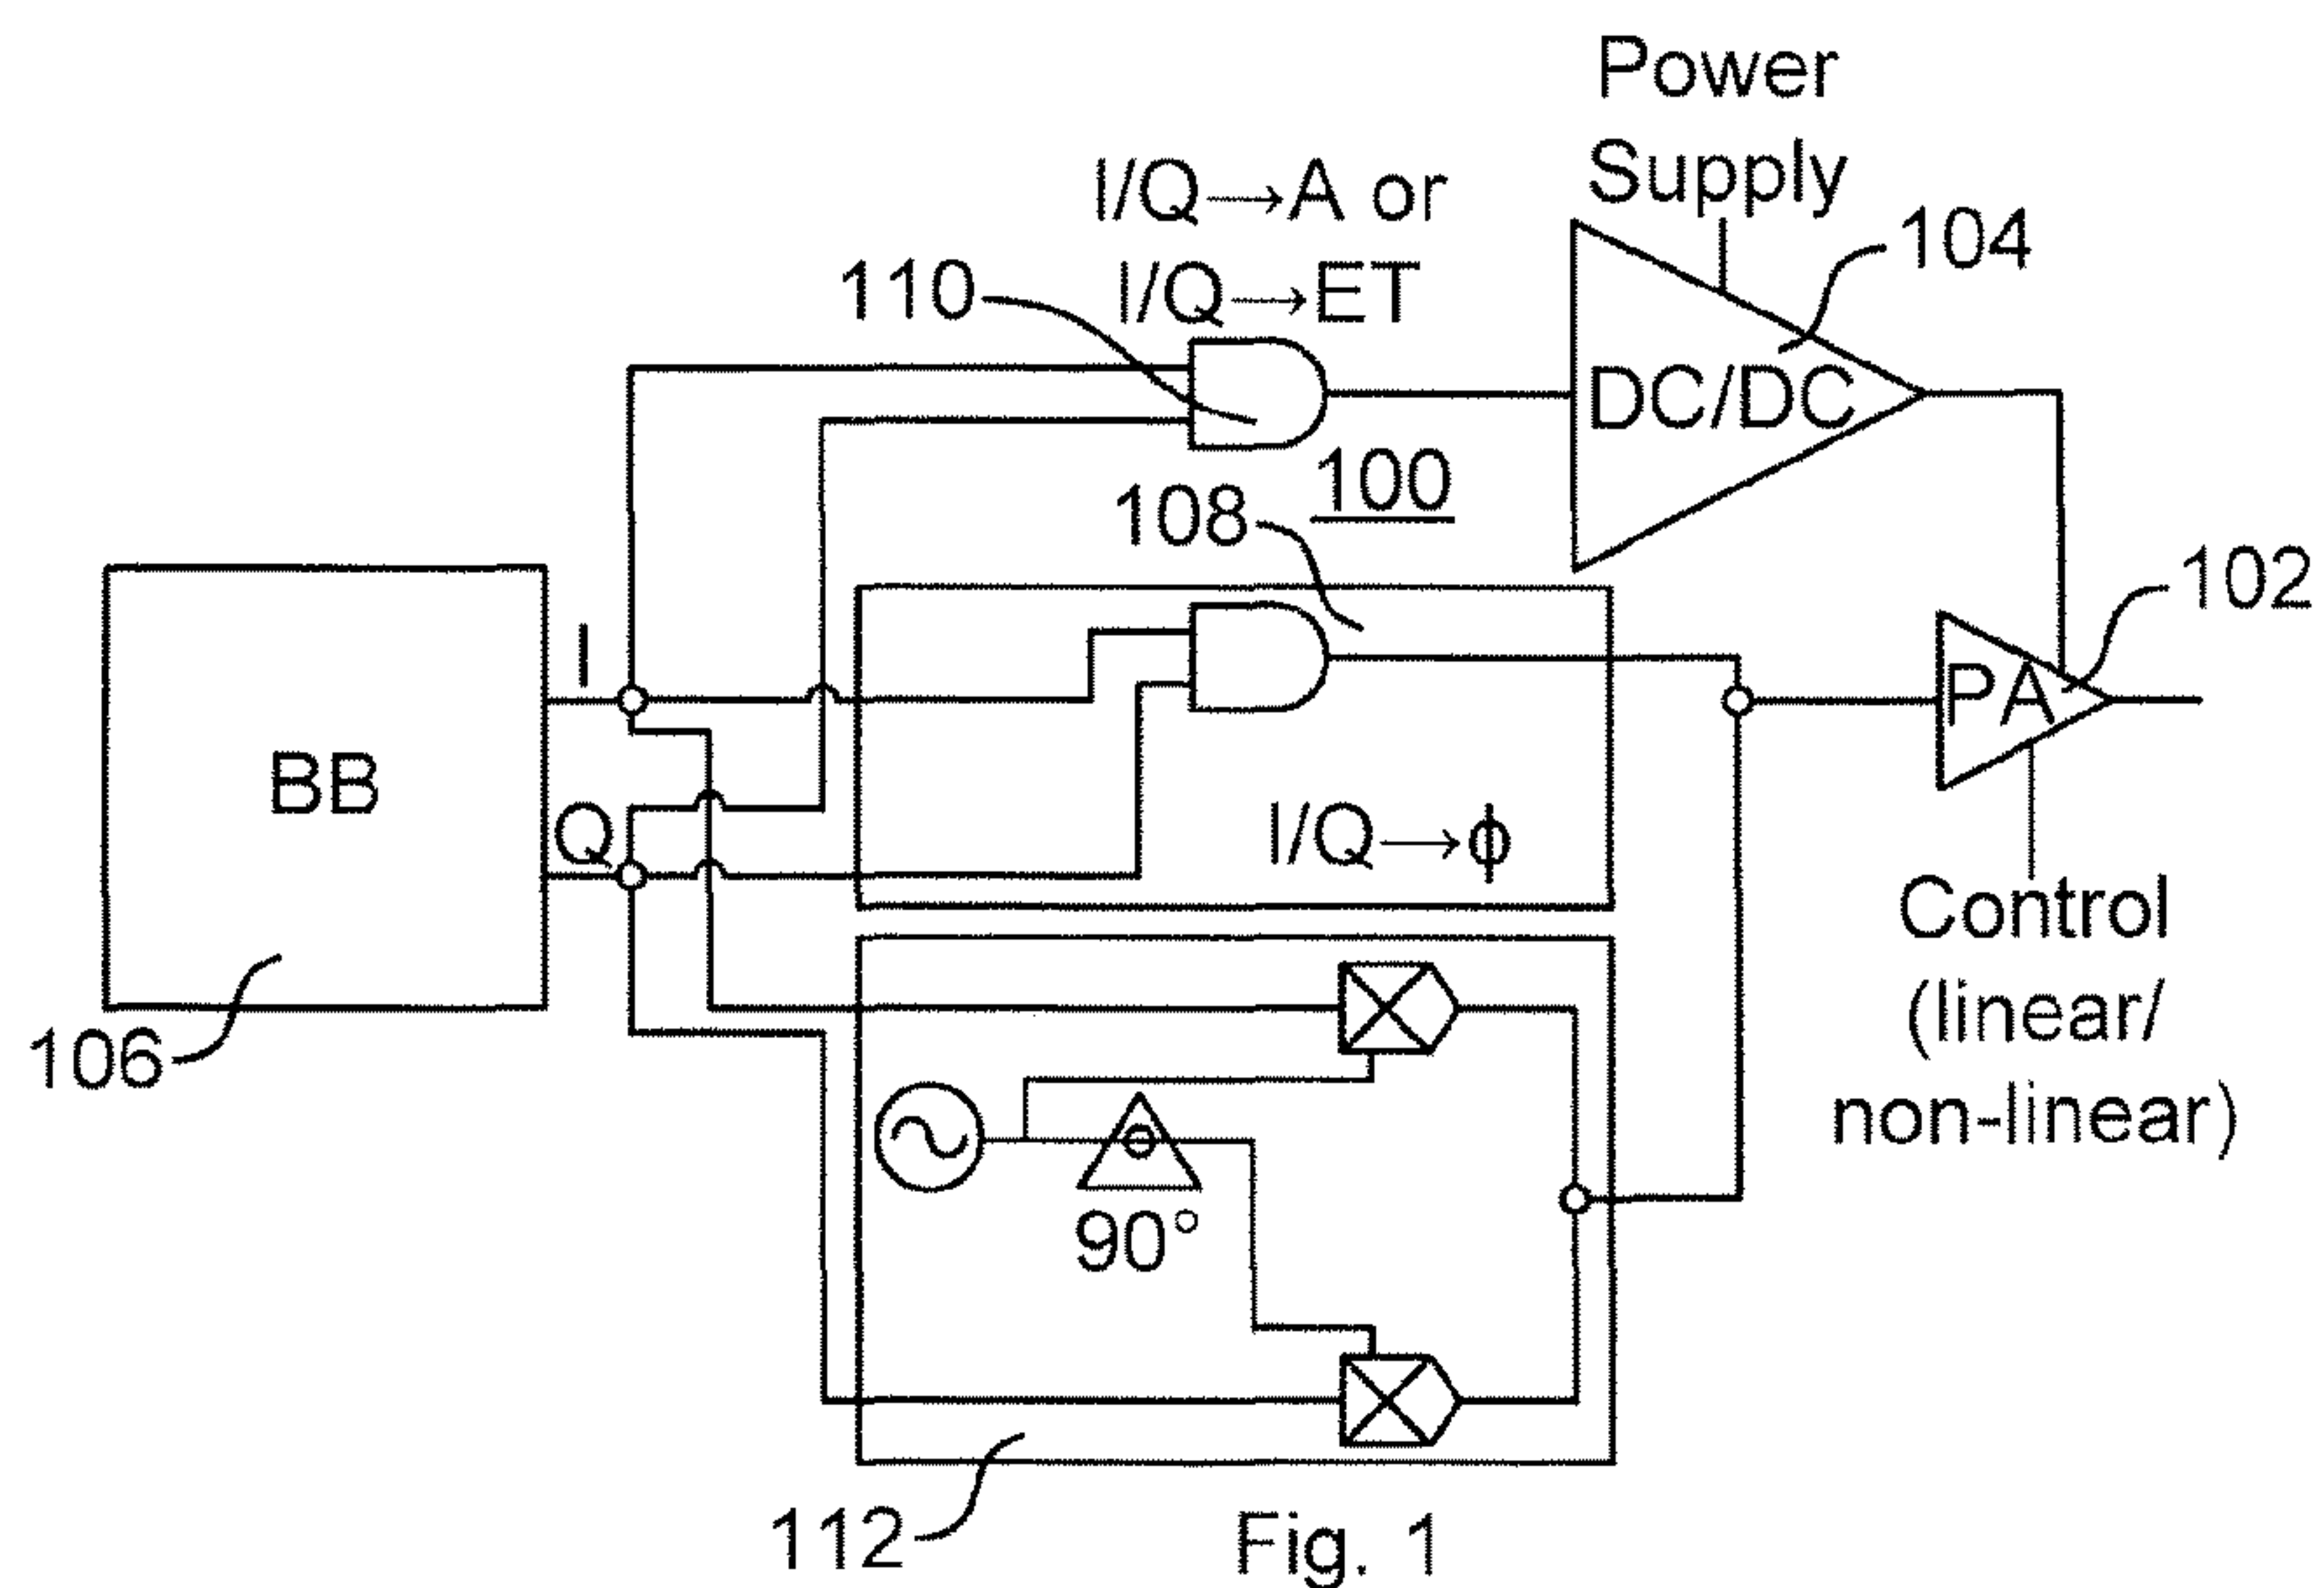 Power
Supply
I/Q→A or
I/Q→ET
110
104
DC/DC
100
108
102
I
BB
PA
Q
I/Q→ϕ
Control
(linear/
non-linear)
106
90°
112
Fig. 1